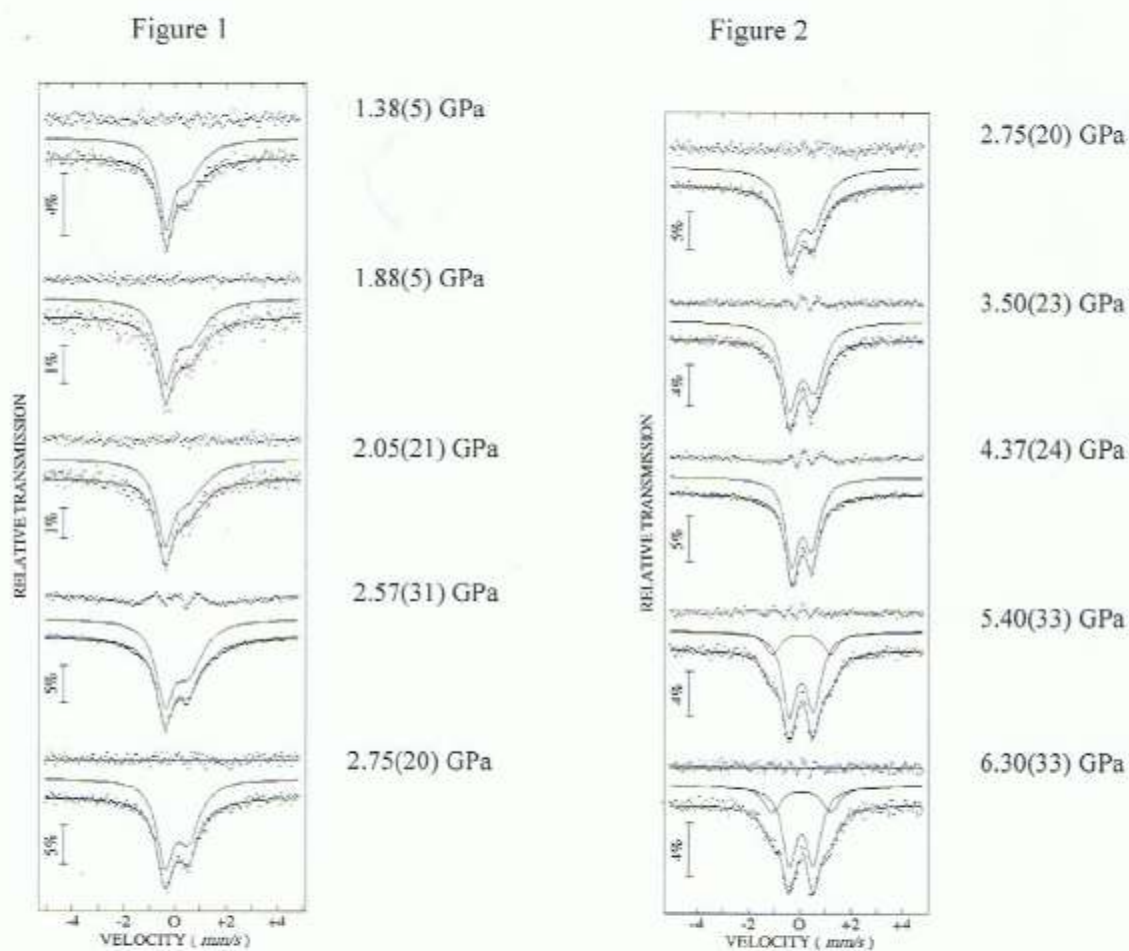 Figure 1
1.38(5) GPa
4%
1.88(5) GPa
1%
2.05(21) GPa
1%
2.57(31) GPa
5%
2.75(20) GPa
5%
RELATIVE TRANSMISSION
-4 -2 O +2 +4
VELOCITY ( mm/s )
Figure 2
2.75(20) GPa
5%
3.50(23) GPa
4%
4.37(24) GPa
5%
5.40(33) GPa
4%
6.30(33) GPa
4%
RELATIVE TRANSMISSION
-4 -2 O +2 +4
VELOCITY ( mm/s )